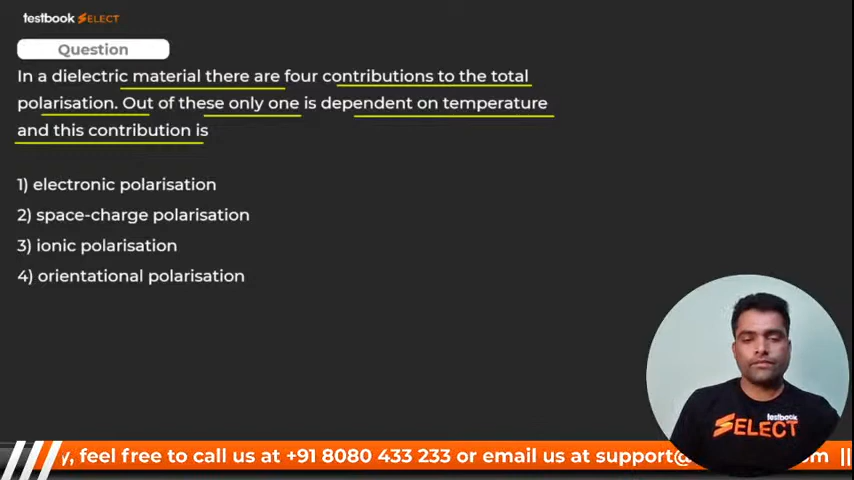 testbook SELECT
Question
In a dielectric material there are four contributions to the total
polarisation. Out of these only one is dependent on temperature
and this contribution is
1) electronic polarisation
2) space-charge polarisation
3) ionic polarisation
4) orientational polarisation
testbook
SELECT
y, feel free to call us at +91 8080 433 233 or email us at support@ om ||